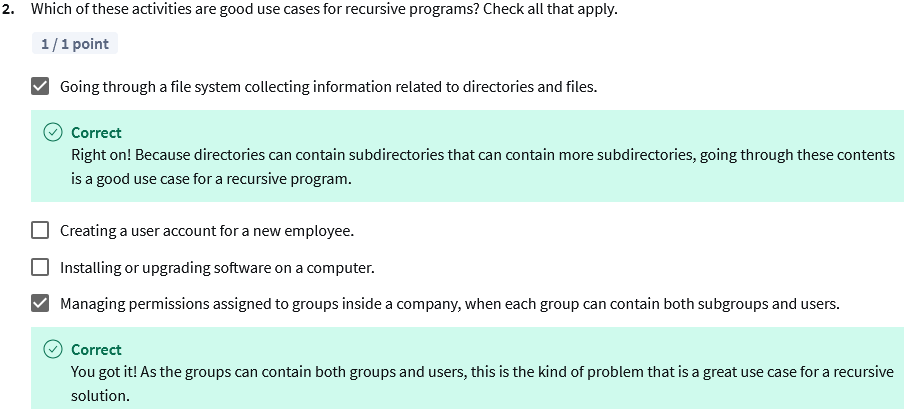 2. Which of these activities are good use cases for recursive programs? Check all that apply.
1 / 1 point
Going through a file system collecting information related to directories and files.
Correct
Right on! Because directories can contain subdirectories that can contain more subdirectories, going through these contents
is a good use case for a recursive program.
Creating a user account for a new employee.
Installing or upgrading software on a computer.
Managing permissions assigned to groups inside a company, when each group can contain both subgroups and users.
Correct
You got it! As the groups can contain both groups and users, this is the kind of problem that is a great use case for a recursive
solution.